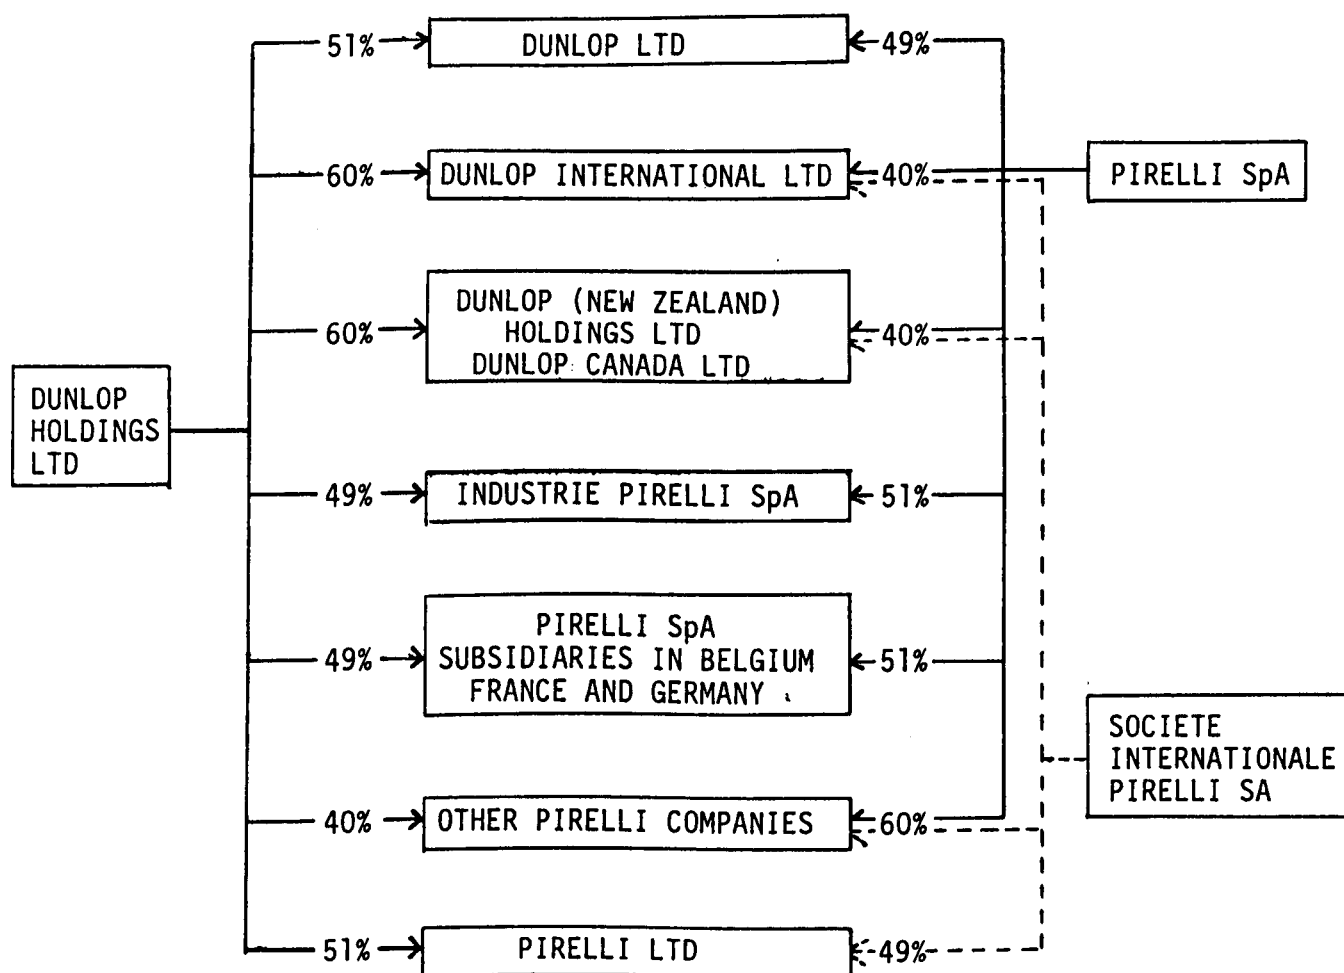 51%
DUNLOP LTD
49%
60%
DUNLOP INTERNATIONAL LTD
40%
PIRELLI SpA
60%
DUNLOP (NEW ZEALAND)
HOLDINGS LTD
DUNLOP CANADA LTD
40%
DUNLOP
HOLDINGS
LTD
49%
INDUSTRIE PIRELLI SpA
51%
49%
PIRELLI SpA
SUBSIDIARIES IN BELGIUM
FRANCE AND GERMANY
51%
SOCIETE
INTERNATIONALE
PIRELLI SA
40%
OTHER PIRELLI COMPANIES
60%
51%
PIRELLI LTD
49%